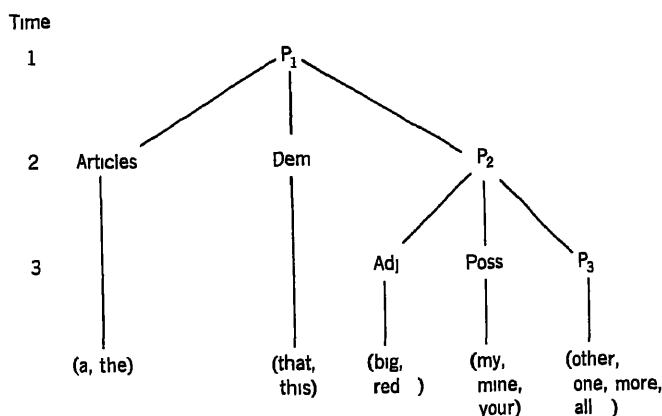 Time
1 P₁
2 Articles Dem P₂
3 Adj Poss P₃
(a, the) (that, (big, (my, (other,
this) red ) mine, one, more,
your) all )